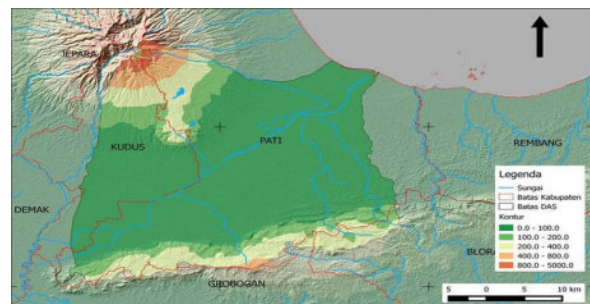 JEPARA
KUDUS
PATI
REMBANG
DEMAK
BLORA
GROBOGAN
Legenda
Sungai
Batas Kabupaten
Batas DAS
Kontur
0.0 - 100.0
100.0 - 200.0
200.0 - 400.0
400.0 - 800.0
800.0 - 5000.0
5 0 5 10 km